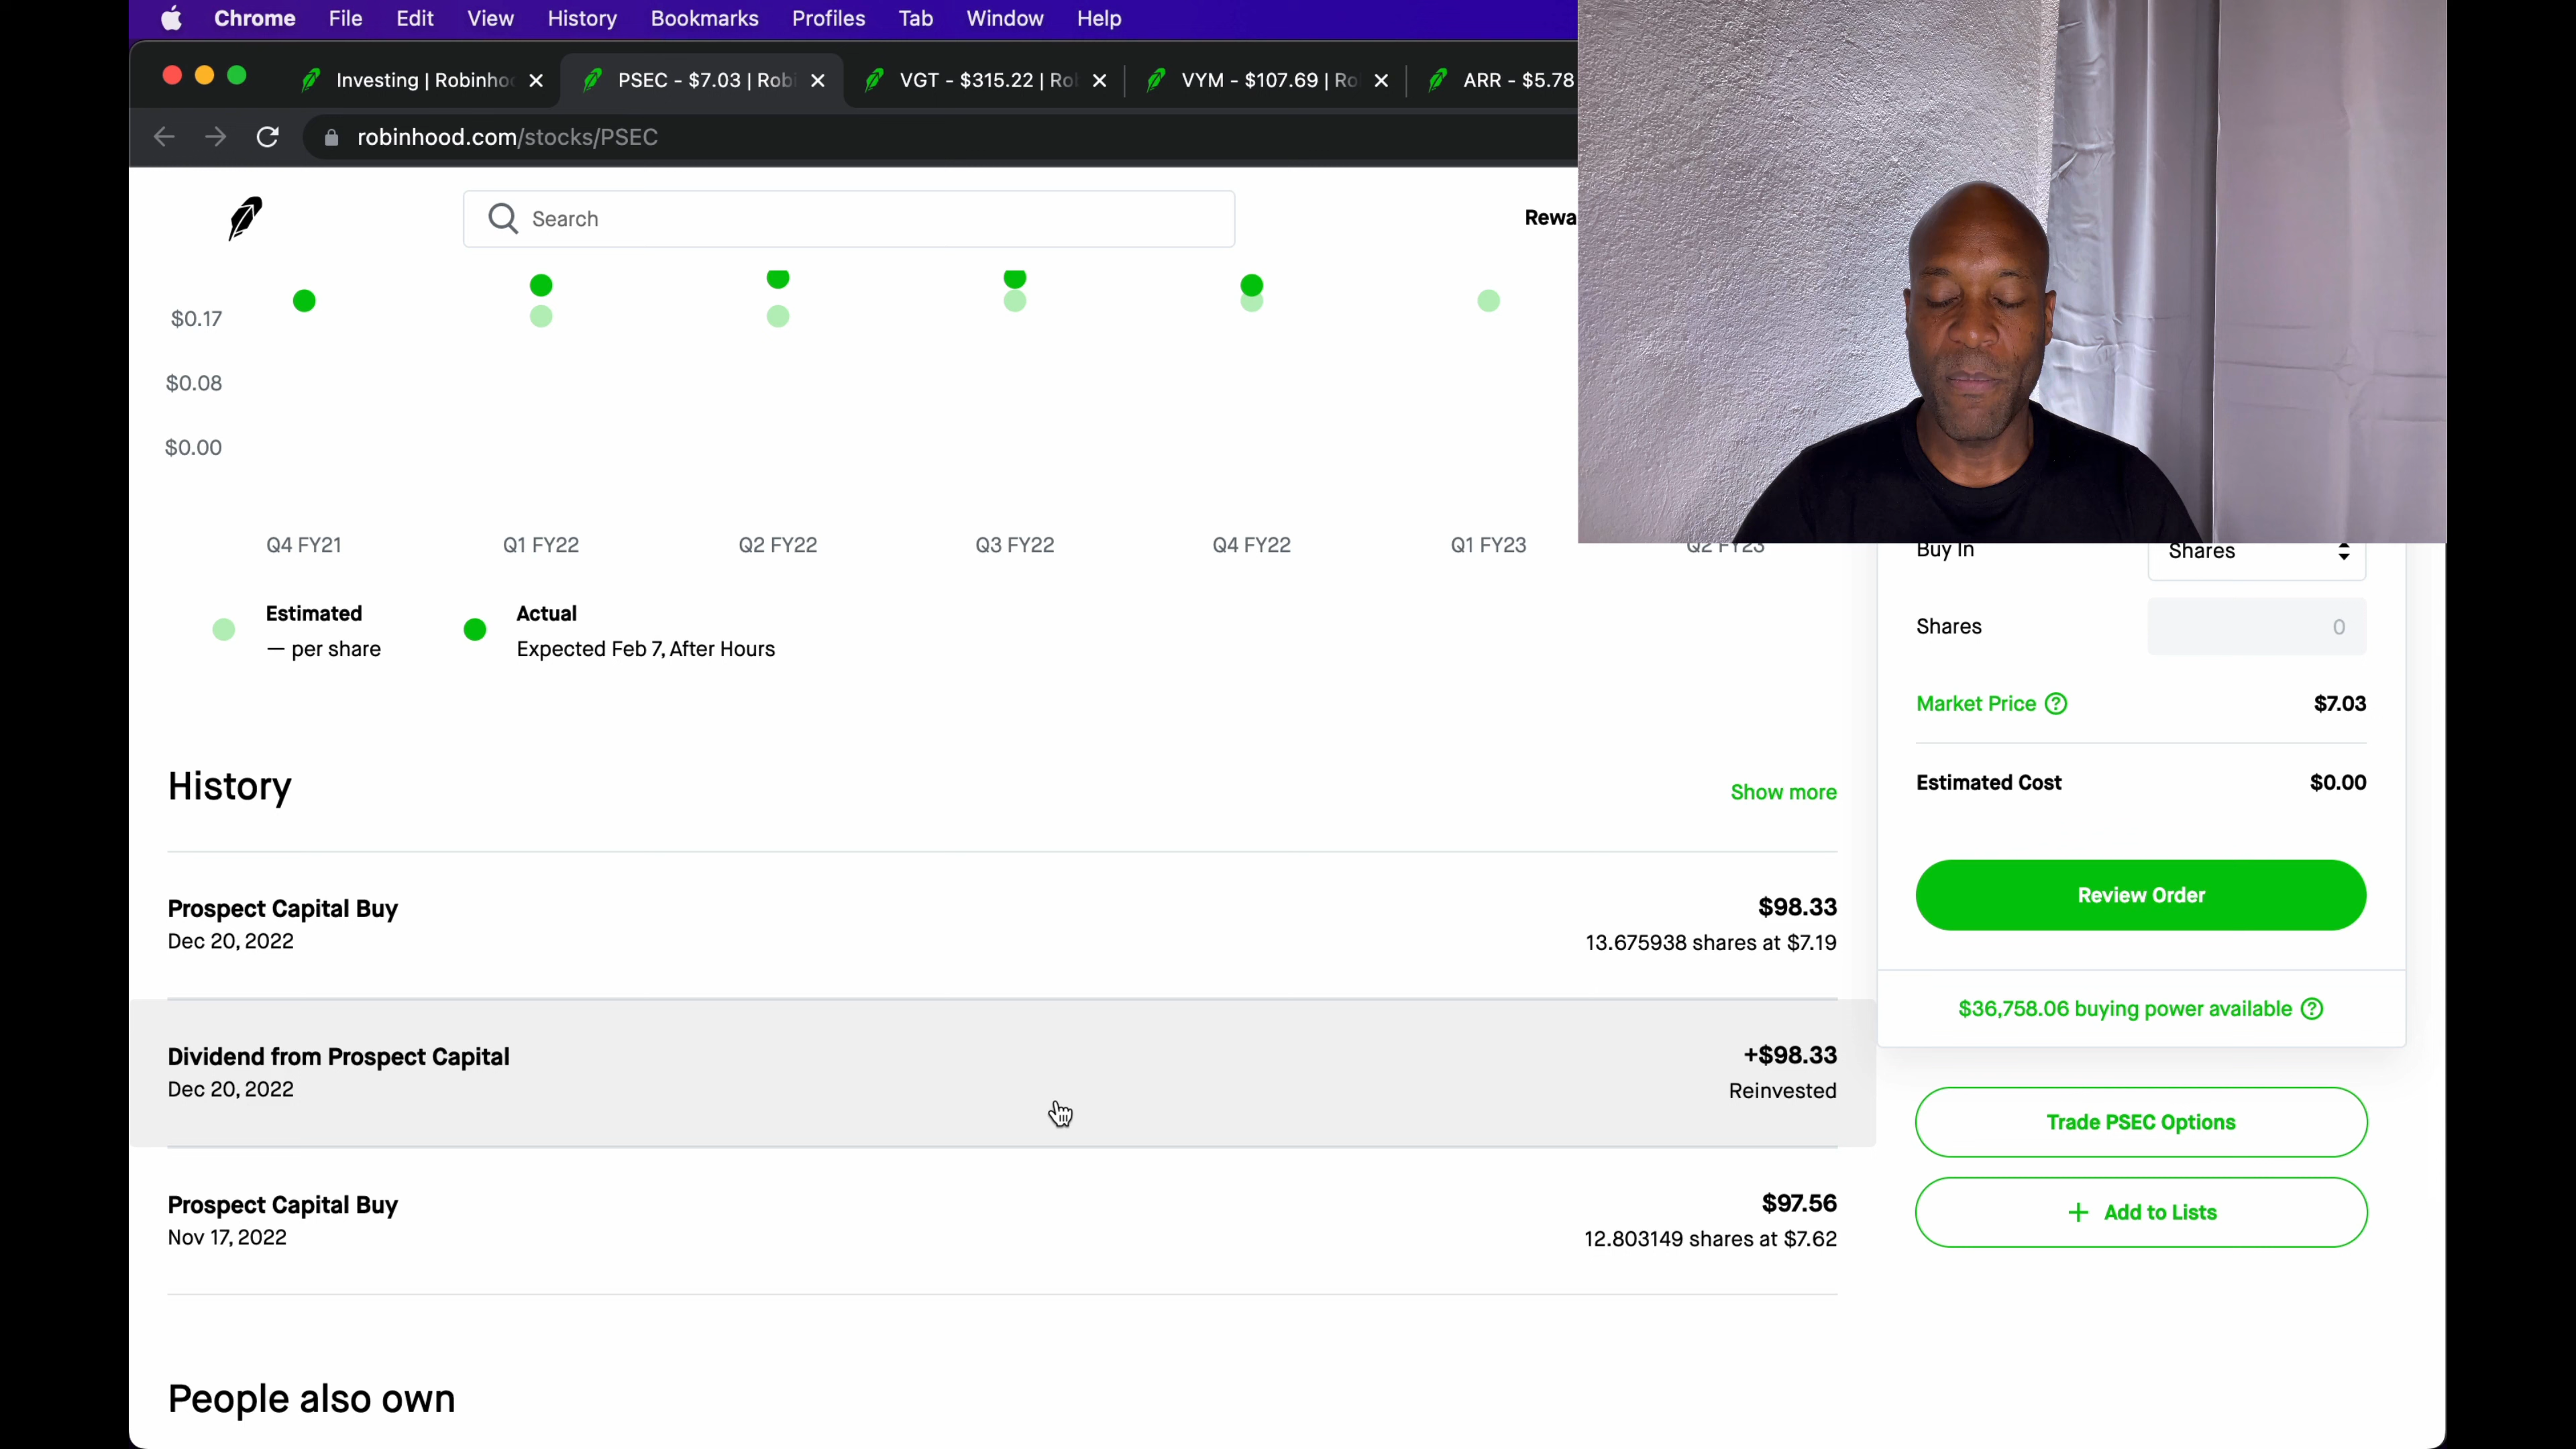 Chrome File Edit View History Bookmarks Profiles Tab Window Help
Investing | Robinho
PSEC - $7.03 | Robi
VGT - $315.22 | Ro
VYM - $107.69 | Ro
ARR - $5.78
robinhood.com/stocks/PSEC
Search
Rewa
$0.17
$0.08
$0.00
Q4 FY21 Q1 FY22 Q2 FY22 Q3 FY22 Q4 FY22 Q1 FY23 Q2 FY23
Estimated
— per share
Actual
Expected Feb 7, After Hours
History
Show more
Prospect Capital Buy
$98.33
Dec 20, 2022
13.675938 shares at $7.19
Dividend from Prospect Capital
+$98.33
Dec 20, 2022
Reinvested
Prospect Capital Buy
$97.56
Nov 17, 2022
12.803149 shares at $7.62
People also own
Buy In
Shares
Shares
0
Market Price ?
$7.03
Estimated Cost
$0.00
Review Order
$36,758.06 buying power available ?
Trade PSEC Options
+ Add to Lists